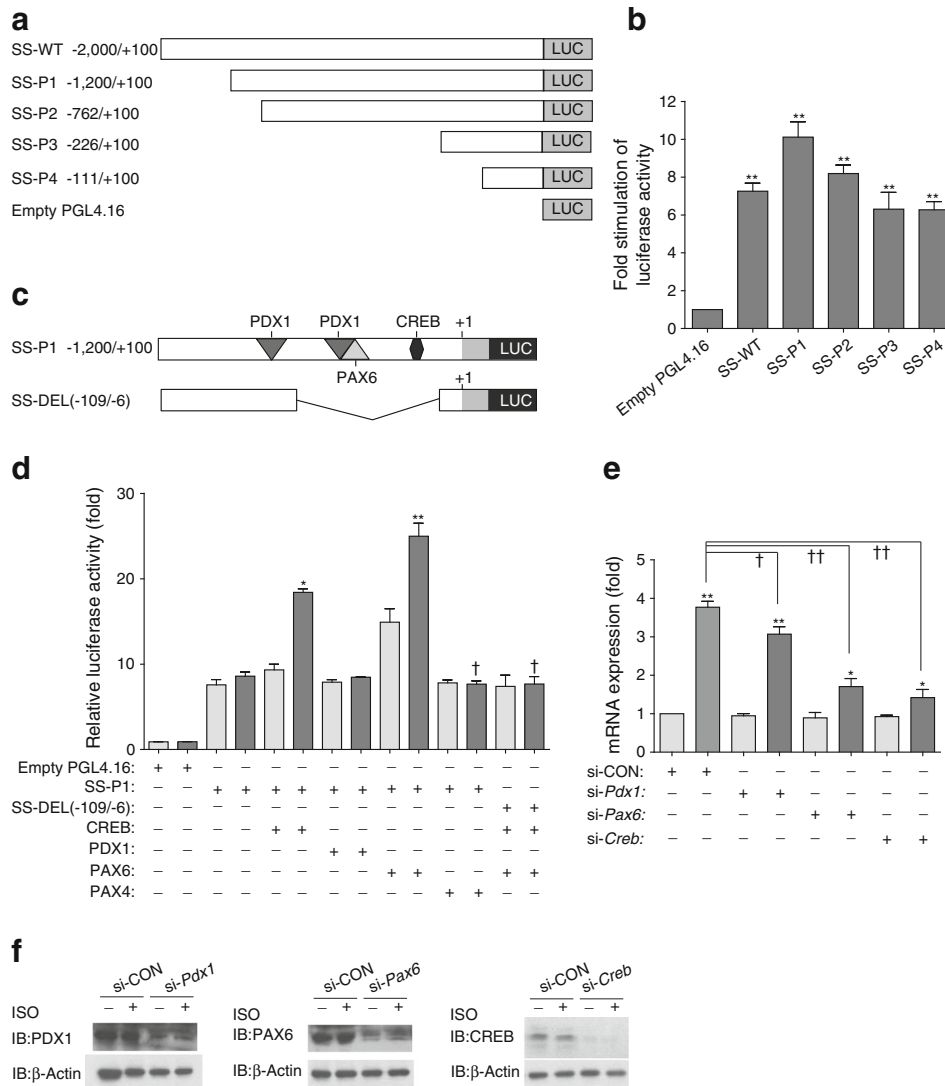 a
SS-WT -2,000/+100 LUC
SS-P1 -1,200/+100 LUC
SS-P2 -762/+100 LUC
SS-P3 -226/+100 LUC
SS-P4 -111/+100 LUC
Empty PGL4.16 LUC
b
Fold stimulation of
luciferase activity
12
10
8
6
4
2
0
** ** ** ** **
Empty PGL4.16 SS-WT SS-P1 SS-P2 SS-P3 SS-P4
c
PDX1 PDX1 CREB +1
SS-P1 -1,200/+100 LUC
PAX6
+1
SS-DEL(-109/-6) LUC
d
Relative luciferase activity (fold)
30
20
10
0
* ** † †
Empty PGL4.16: + + – – – – – – – – – – – –
SS-P1: – – + + + + + + + + + + – –
SS-DEL(-109/-6): – – – – – – – – – – – – + +
CREB: – – – – + + – – – – – – + +
PDX1: – – – – – – + + – – – – – –
PAX6: – – – – – – – – + + – – + +
PAX4: – – – – – – – – – – + + – –
e
mRNA expression (fold)
5
4
3
2
1
0
† †† ††
** ** * *
si-CON: + + – – – – – –
si-Pdx1: – – + + – – – –
si-Pax6: – – – – + + – –
si-Creb: – – – – – – + +
f
si-CON si-Pdx1
ISO – + – +
IB:PDX1
IB:β-Actin
si-CON si-Pax6
ISO – + – +
IB:PAX6
IB:β-Actin
si-CON si-Creb
ISO – + – +
IB:CREB
IB:β-Actin